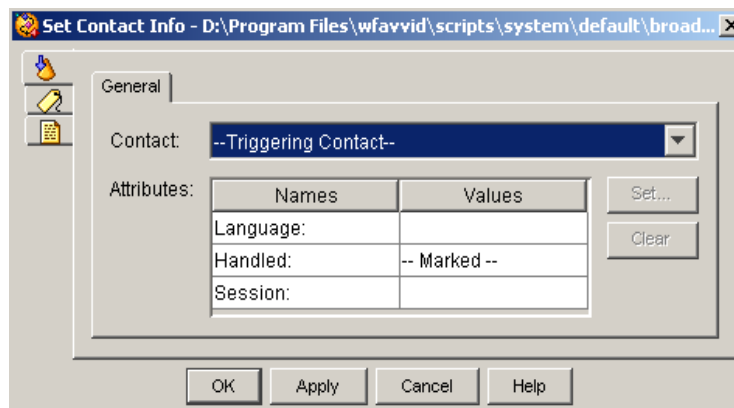 Set Contact Info - D:\Program Files\wfavvid\scripts\system\default\broad...
General
Contact: --Triggering Contact--
Attributes: Names Values Set...
Language:
Clear
Handled: -- Marked --
Session:
OK Apply Cancel Help